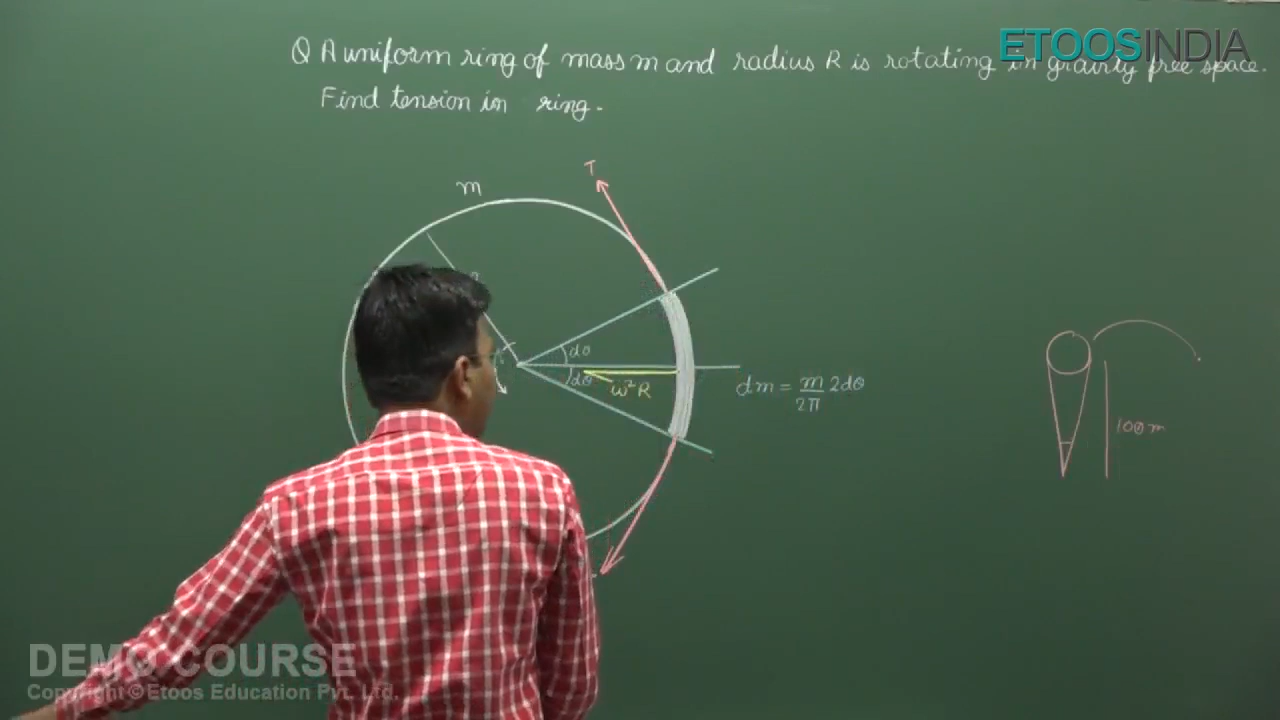 Q A uniform ring of mass m and radius R is rotating in gravity free space.
Find tension in ring.
ETOOSINDIA
T
m
dθ
dθ
ω²R
dm = m/2π 2dθ
100m
DEMO COURSE
Copyright © Etoos Education Pvt. Ltd.